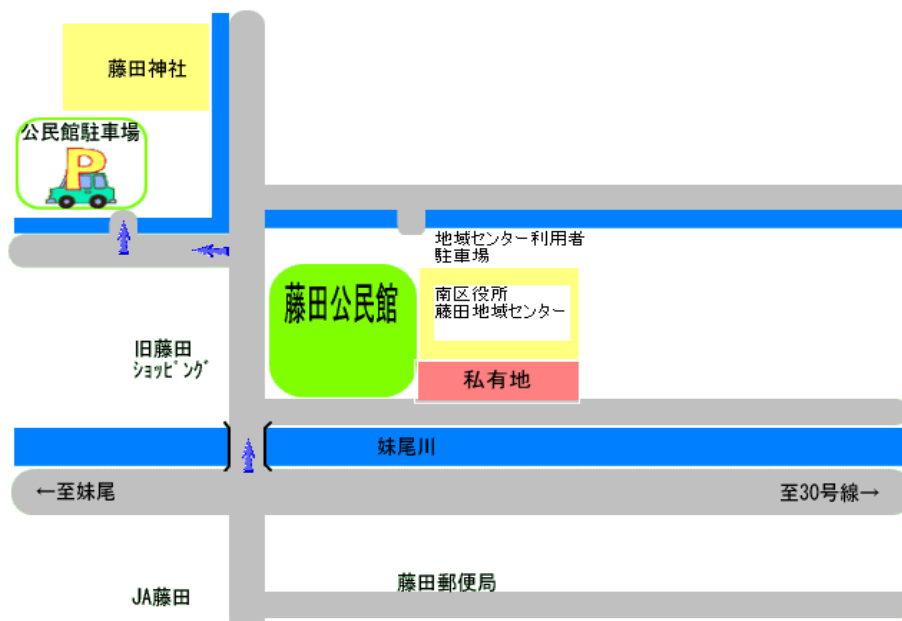 藤田神社
公民館駐車場
P
地域センター利用者
駐車場
藤田公民館
南区役所
藤田地域センター
旧藤田
ショッピング
私有地
妹尾川
←至妹尾
至30号線→
JA藤田
藤田郵便局